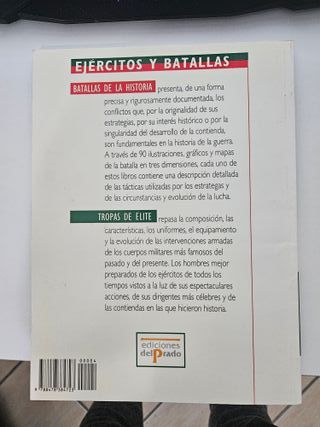 EJÉRCITOS Y BATALLAS
BATALLAS DE LA HISTORIA presenta, de una forma
precisa y rigurosamente documentada, los
conflictos que, por la originalidad de sus
estrategias, por su interés histórico o por la
singularidad del desarrollo de la contienda,
son fundamentales en la historia de la guerra.
A través de 90 ilustraciones, gráficos y mapas
de la batalla en tres dimensiones, cada uno de
estos libros contiene una descripción detallada
de las tácticas utilizadas por los estrategas y
de las circunstancias y evolución de la lucha.
TROPAS DE ELITE repasa la composición, las
características, los uniformes, el equipamiento
y la evolución de las intervenciones armadas
de los cuerpos militares más famosos del
pasado y del presente. Los hombres mejor
preparados de los ejércitos de todos los
tiempos vistos a la luz de sus espectaculares
acciones, de sus dirigentes más célebres y de
las contiendas en las que hicieron historia.
ediciones
del Prado
00084